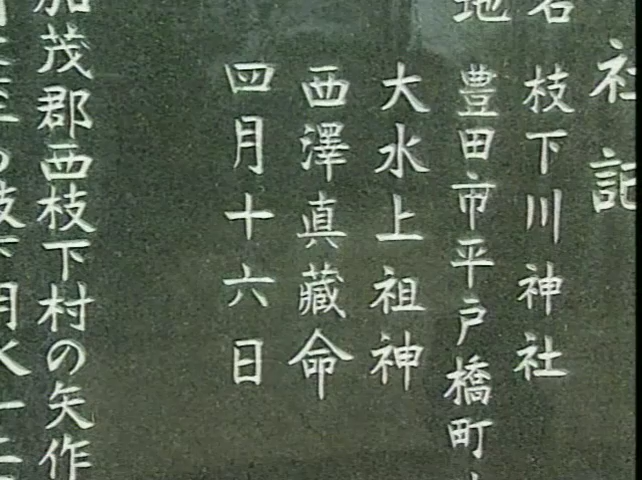 社記
名 枝下川神社
地 豊田市平戸橋町
大水上祖神
西澤真藏命
四月十六日
加茂郡西枝下村の矢作